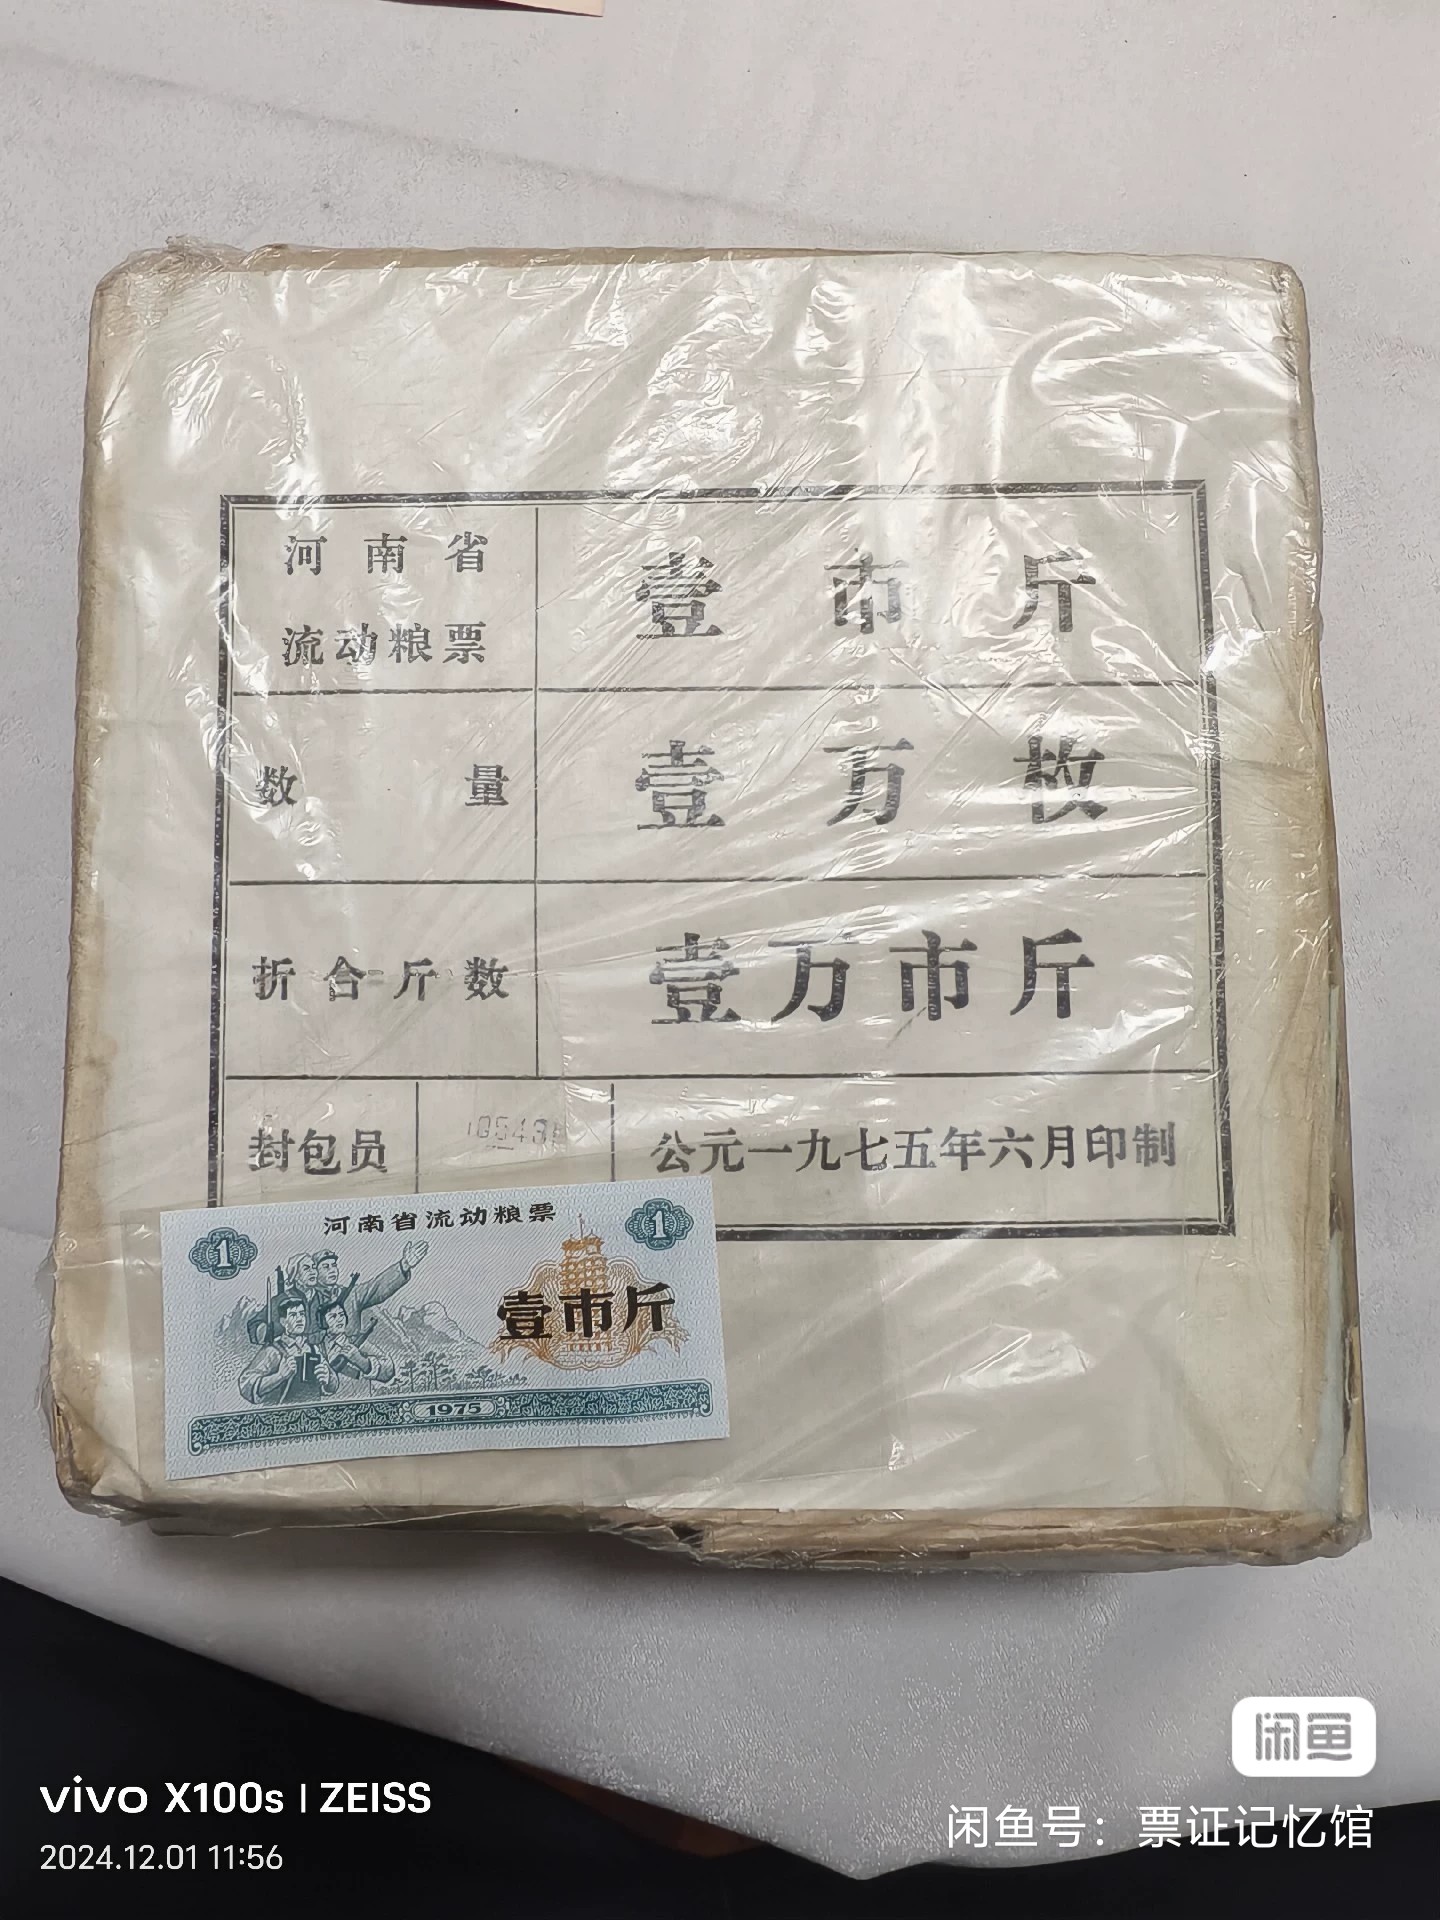 河南省
流动粮票
壹市斤
数量
壹万枚
折合斤数
壹万市斤
封包员
公元一九七五年六月印制
河南省流动粮票
1
1
壹市斤
1975
闲鱼
vivo X100s | ZEISS
闲鱼号：票证记忆馆
2024.12.01 11:56